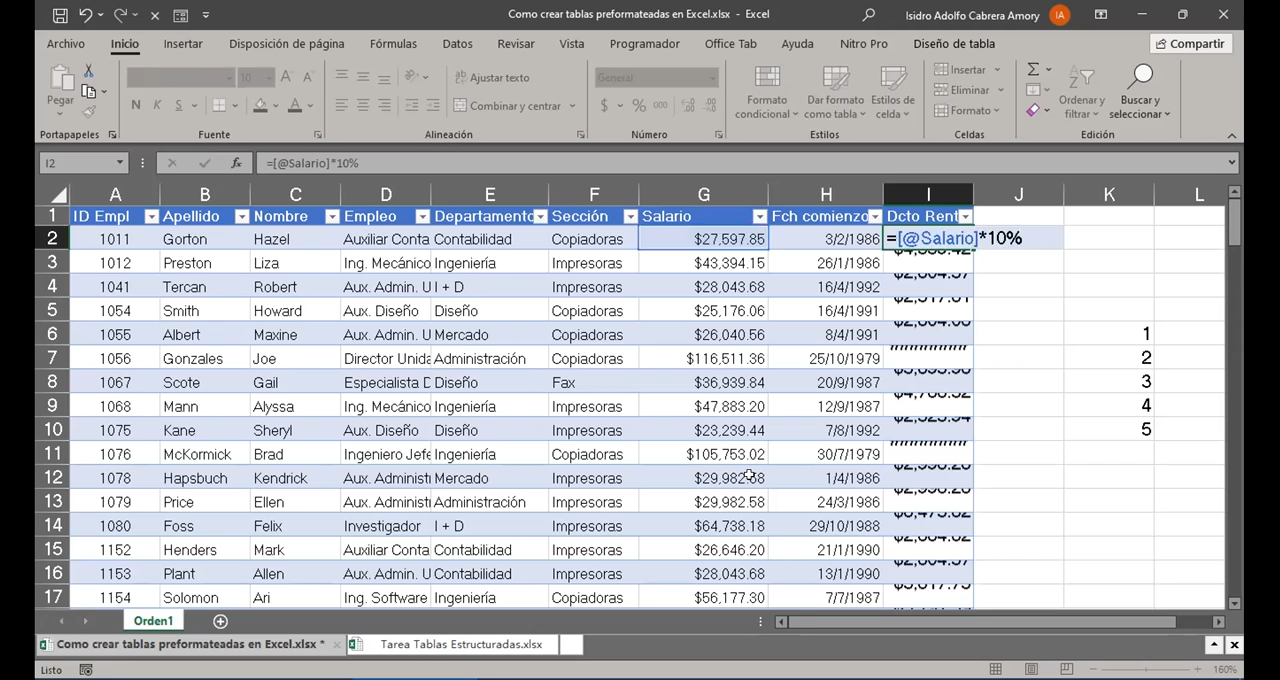 Como crear tablas preformateadas en Excel.xlsx - Excel
Isidro Adolfo Cabrera Amory
IA
Archivo Inicio Insertar Disposición de página Fórmulas Datos Revisar Vista Programador Office Tab Ayuda Nitro Pro Diseño de tabla Compartir
Pegar
10
N K S
Ajustar texto
Combinar y centrar
General
$ % 000
Formato condicional
Dar formato como tabla
Estilos de celda
Insertar
Eliminar
Formato
Ordenar y filtrar
Buscar y seleccionar
Portapapeles Fuente Alineación Número Estilos Celdas Edición
I2 fx =[@Salario]*10%
A B C D E F G H I J K L
1 ID Empl Apellido Nombre Empleo Departamento Sección Salario Fch comienzo Dcto Rent
2 1011 Gorton Hazel Auxiliar Conta Contabilidad Copiadoras $27,597.85 3/2/1986 =[@Salario]*10%
3 1012 Preston Liza Ing. Mecánico Ingeniería Impresoras $43,394.15 26/1/1986
4 1041 Tercan Robert Aux. Admin. U I + D Impresoras $28,043.68 16/4/1992
5 1054 Smith Howard Aux. Diseño Diseño Copiadoras $25,176.06 16/4/1991
6 1055 Albert Maxine Aux. Admin. U Mercado Copiadoras $26,040.56 8/4/1991 1
7 1056 Gonzales Joe Director Unida Administración Copiadoras $116,511.36 25/10/1979 2
8 1067 Scote Gail Especialista D Diseño Fax $36,939.84 20/9/1987 3
9 1068 Mann Alyssa Ing. Mecánico Ingeniería Impresoras $47,883.20 12/9/1987 4
10 1075 Kane Sheryl Aux. Diseño Diseño Impresoras $23,239.44 7/8/1992 5
11 1076 McKormick Brad Ingeniero Jefe Ingeniería Copiadoras $105,753.02 30/7/1979
12 1078 Hapsbuch Kendrick Aux. Administ Mercado Impresoras $29,982.58 1/4/1986
13 1079 Price Ellen Aux. Administ Administración Impresoras $29,982.58 24/3/1986
14 1080 Foss Felix Investigador I + D Impresoras $64,738.18 29/10/1988
15 1152 Henders Mark Auxiliar Conta Contabilidad Impresoras $26,646.20 21/1/1990
16 1153 Plant Allen Aux. Admin. U Contabilidad Impresoras $28,043.68 13/1/1990
17 1154 Solomon Ari Ing. Software Ingeniería Copiadoras $56,177.30 7/7/1987
Orden1
Como crear tablas preformateadas en Excel.xlsx * Tarea Tablas Estructuradas.xlsx
Listo 160%